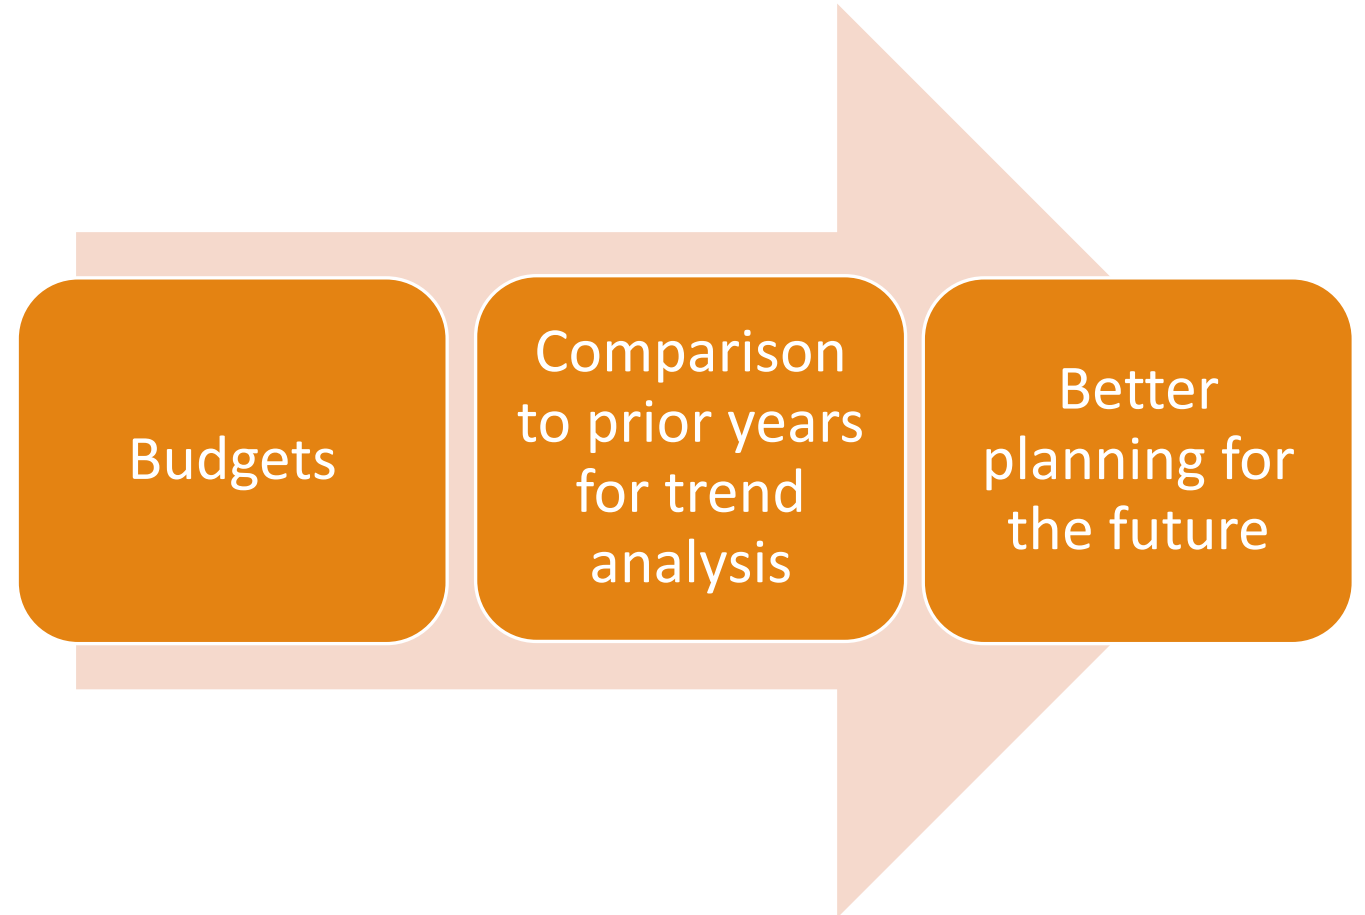 Budgets
Comparison
to prior years
for trend
analysis
Better
planning for
the future